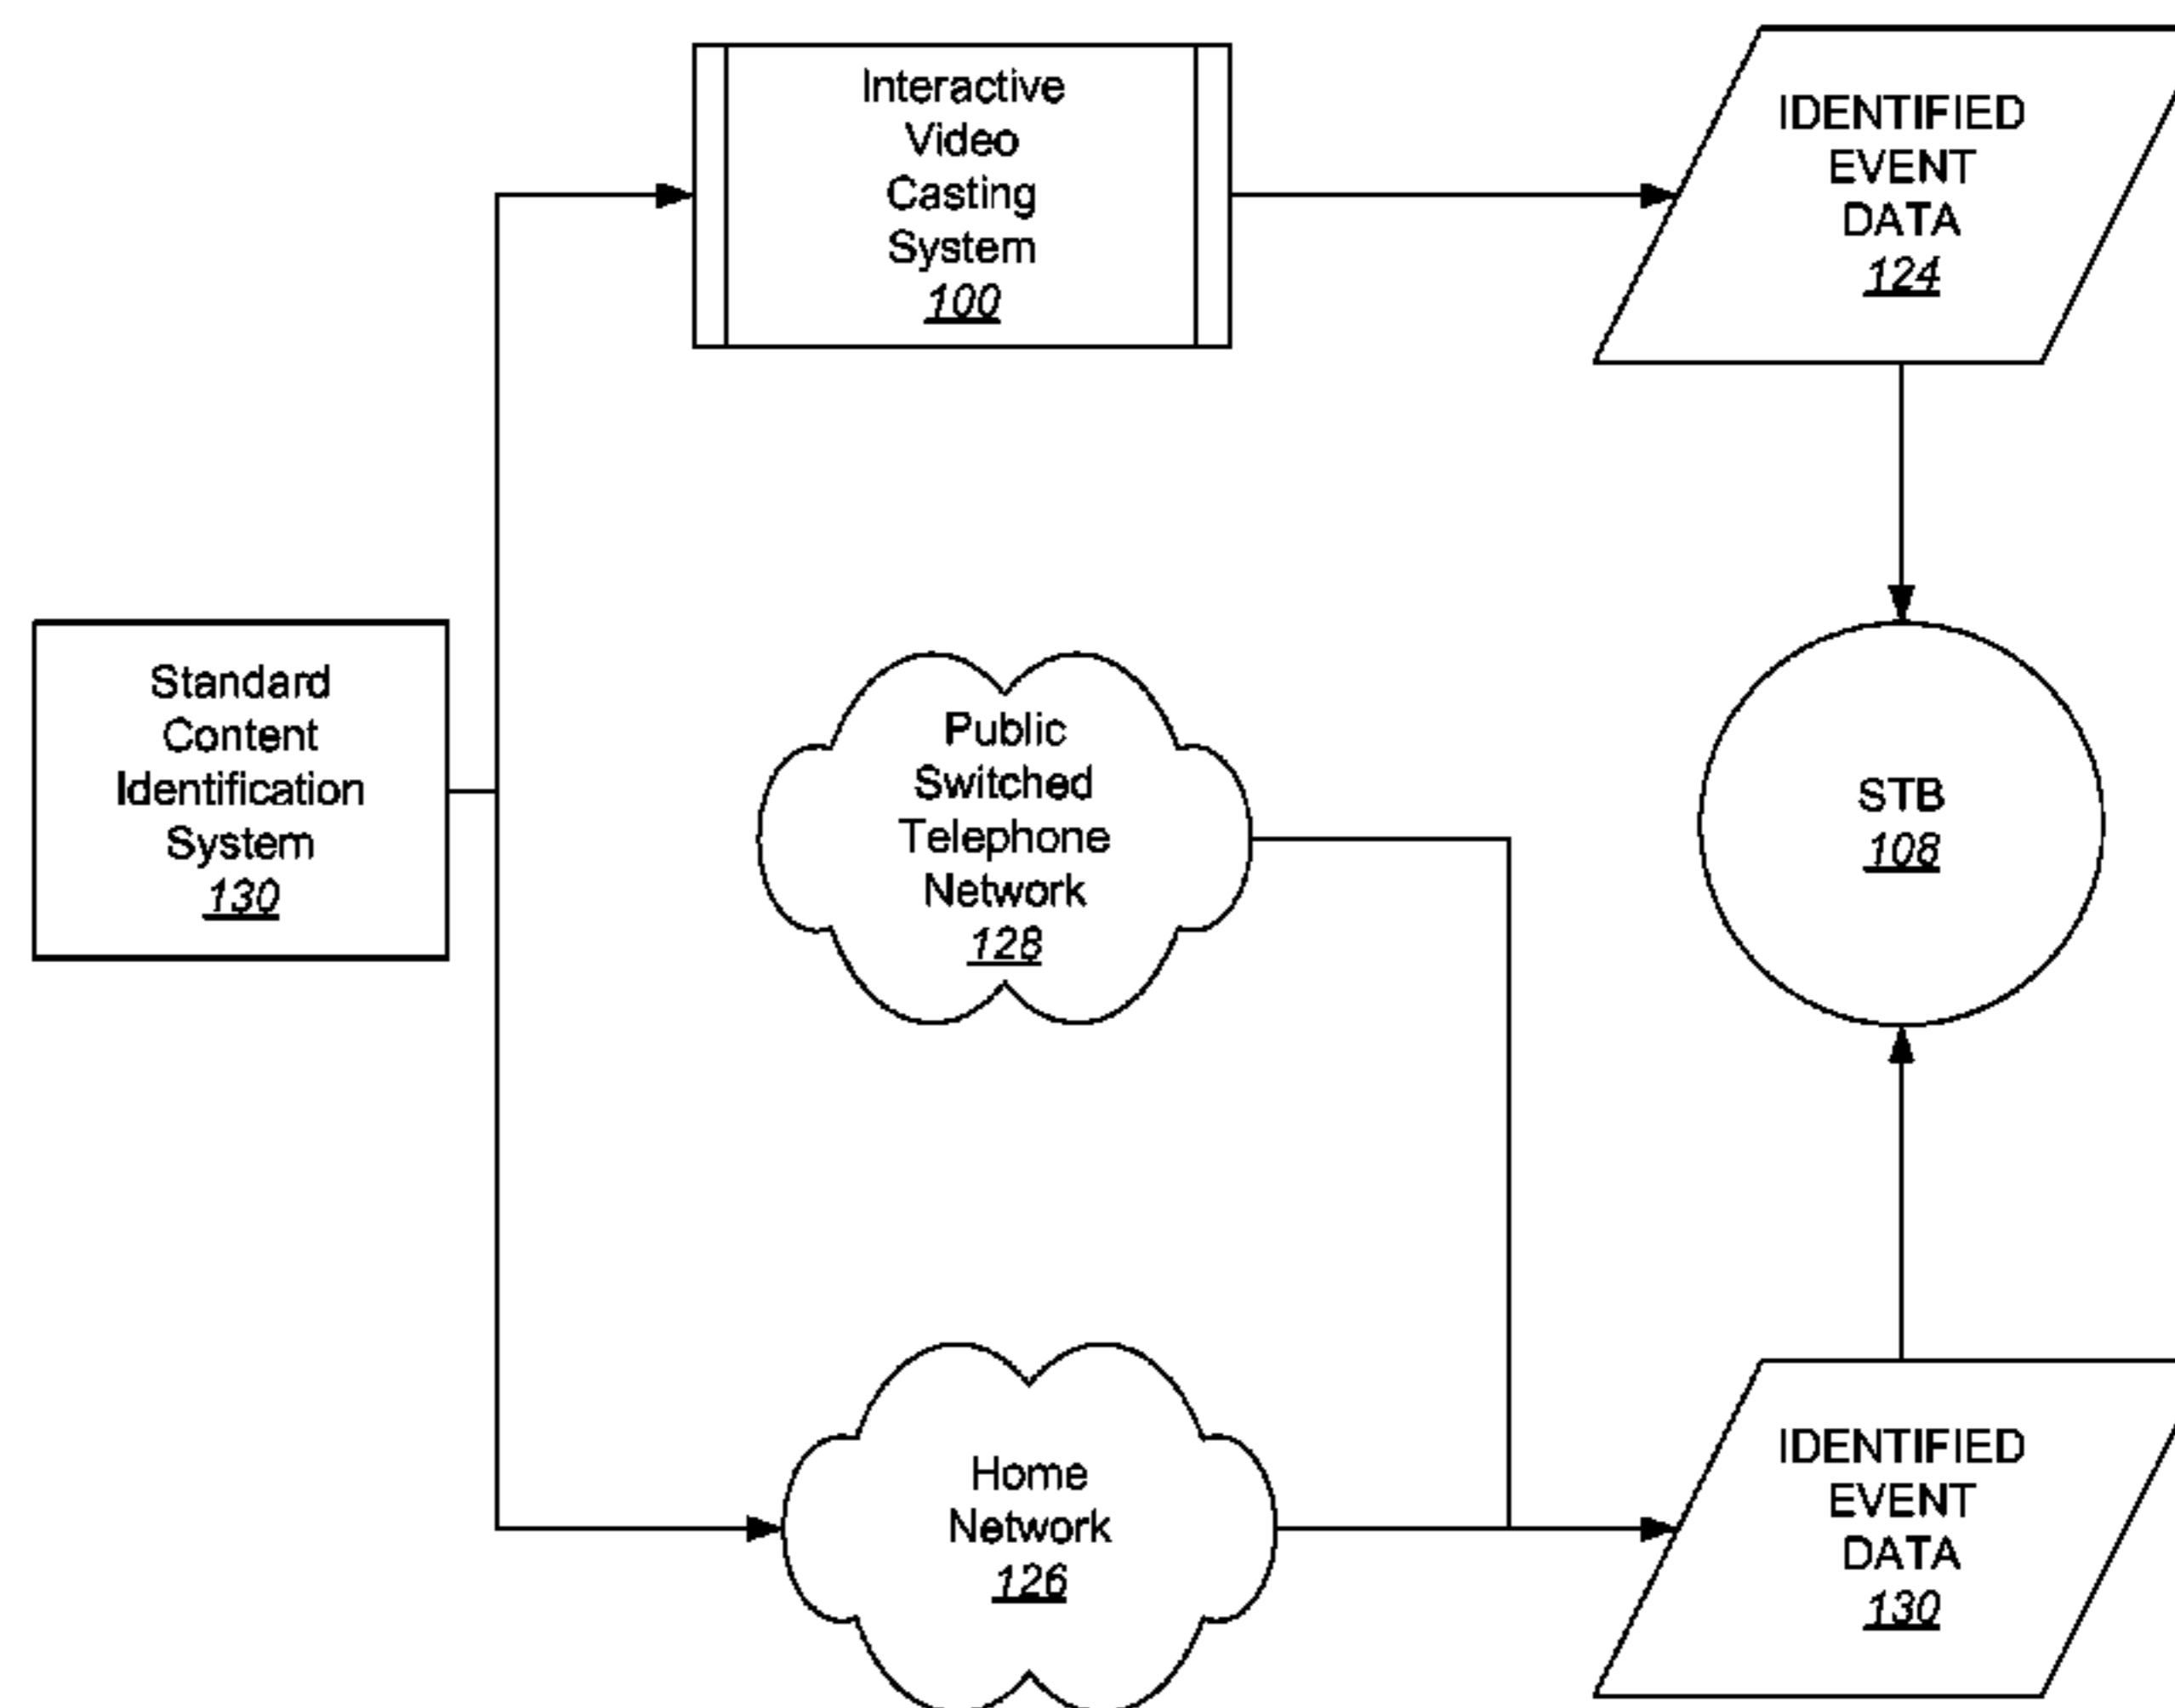 Interactive
Video
Casting
System
100
IDENTIFIED
EVENT
DATA
124
Standard
Content
Identification
System
130
Public
Switched
Telephone
Network
128
STB
108
Home
Network
126
IDENTIFIED
EVENT
DATA
130